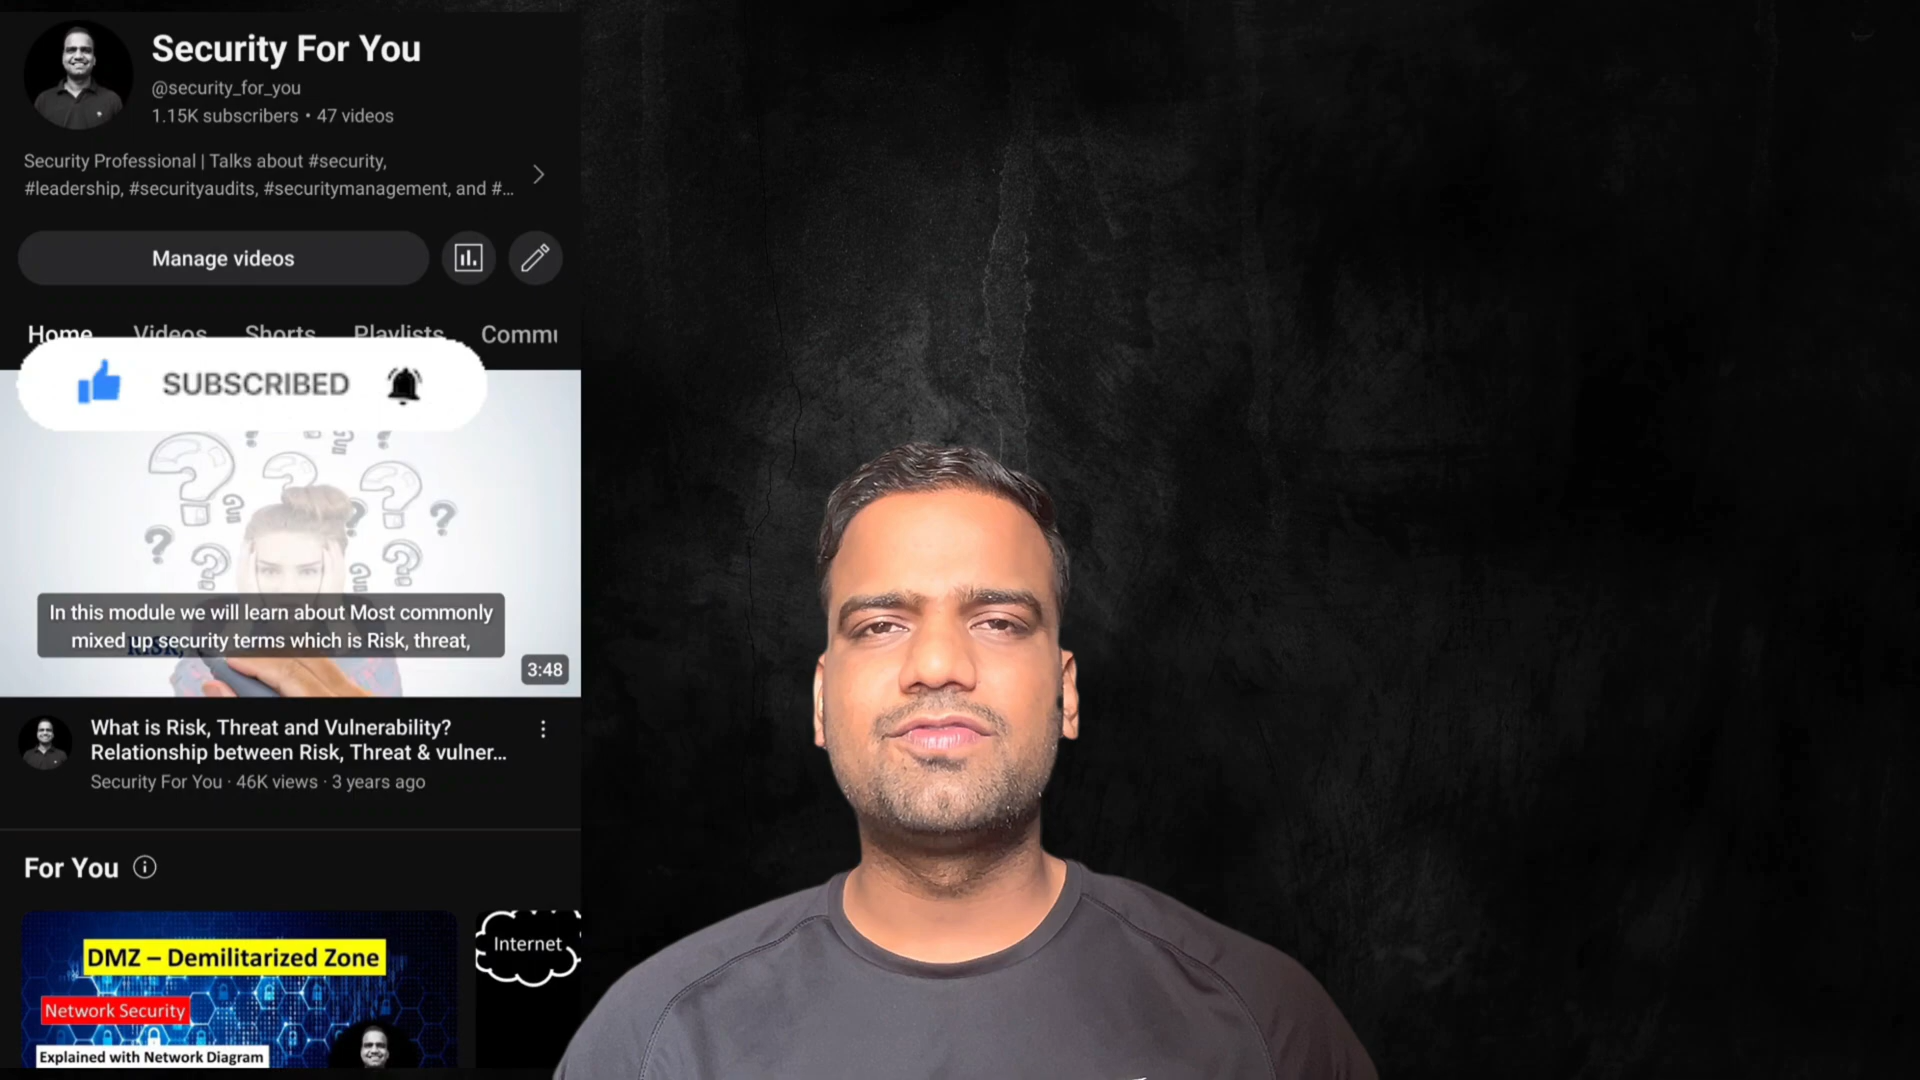 Security For You
@security_for_you
1.15K subscribers • 47 videos
Security Professional | Talks about #security,
#leadership, #securityaudits, #securitymanagement, and #...
Manage videos
Home Videos Shorts Playlists Commu
SUBSCRIBED
In this module we will learn about Most commonly
mixed up security terms which is Risk, threat,
3:48
What is Risk, Threat and Vulnerability?
Relationship between Risk, Threat & vulner...
Security For You · 46K views · 3 years ago
For You
DMZ – Demilitarized Zone
Internet
Network Security
Explained with Network Diagram